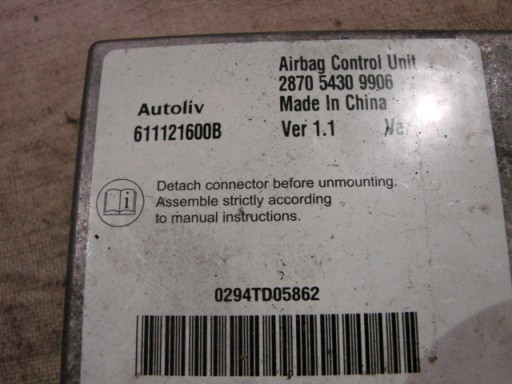 Airbag Control Unit
2870 5430 9906
Autoliv Made In China
611121600B Ver 1.1 Ver
Detach connector before unmounting.
Assemble strictly according
to manual instructions.
0294TD05862